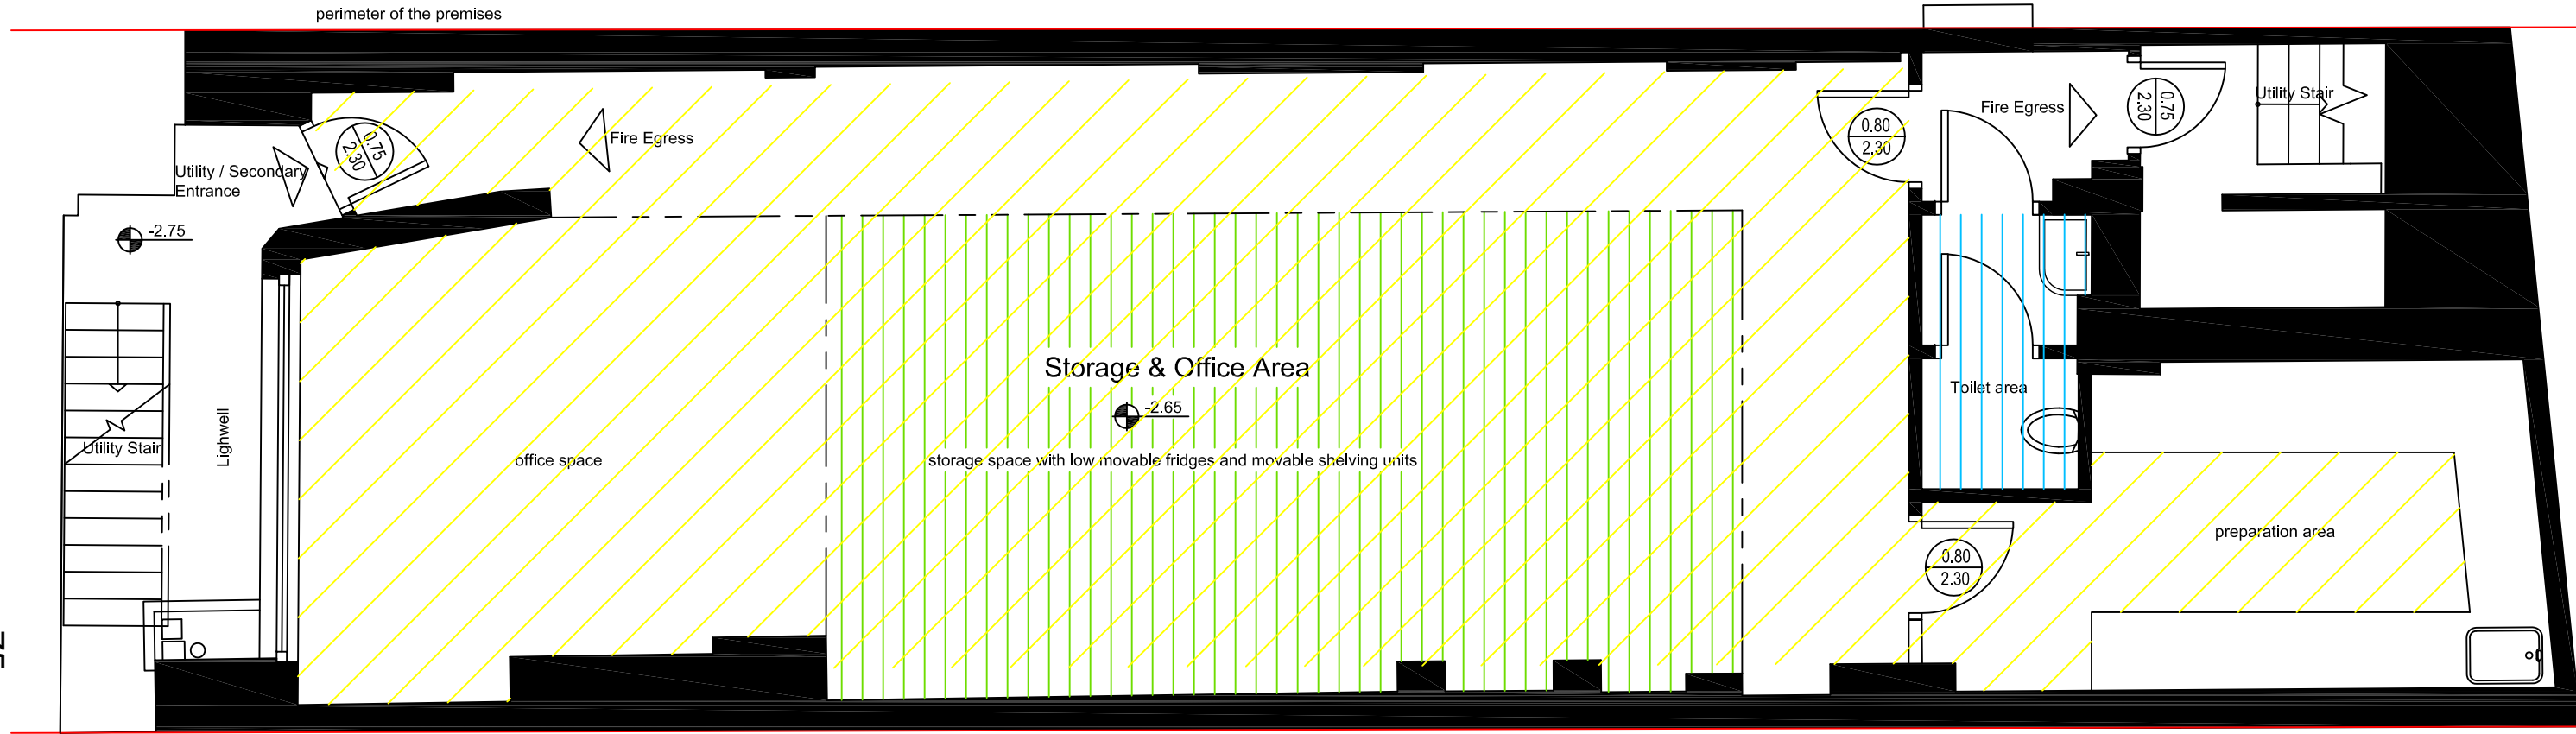 perimeter of the premises
Utility Stair
0.75
2.30
Fire Egress
0.80
2.30
0.75
2.30
Fire Egress
Utility / Secondary
Entrance
-2.75
Storage & Office Area
-2.65
Toilet area
Lighwell
Utility Stair
office space
storage space with low movable fridges and movable shelving units
preparation area
0.80
2.30